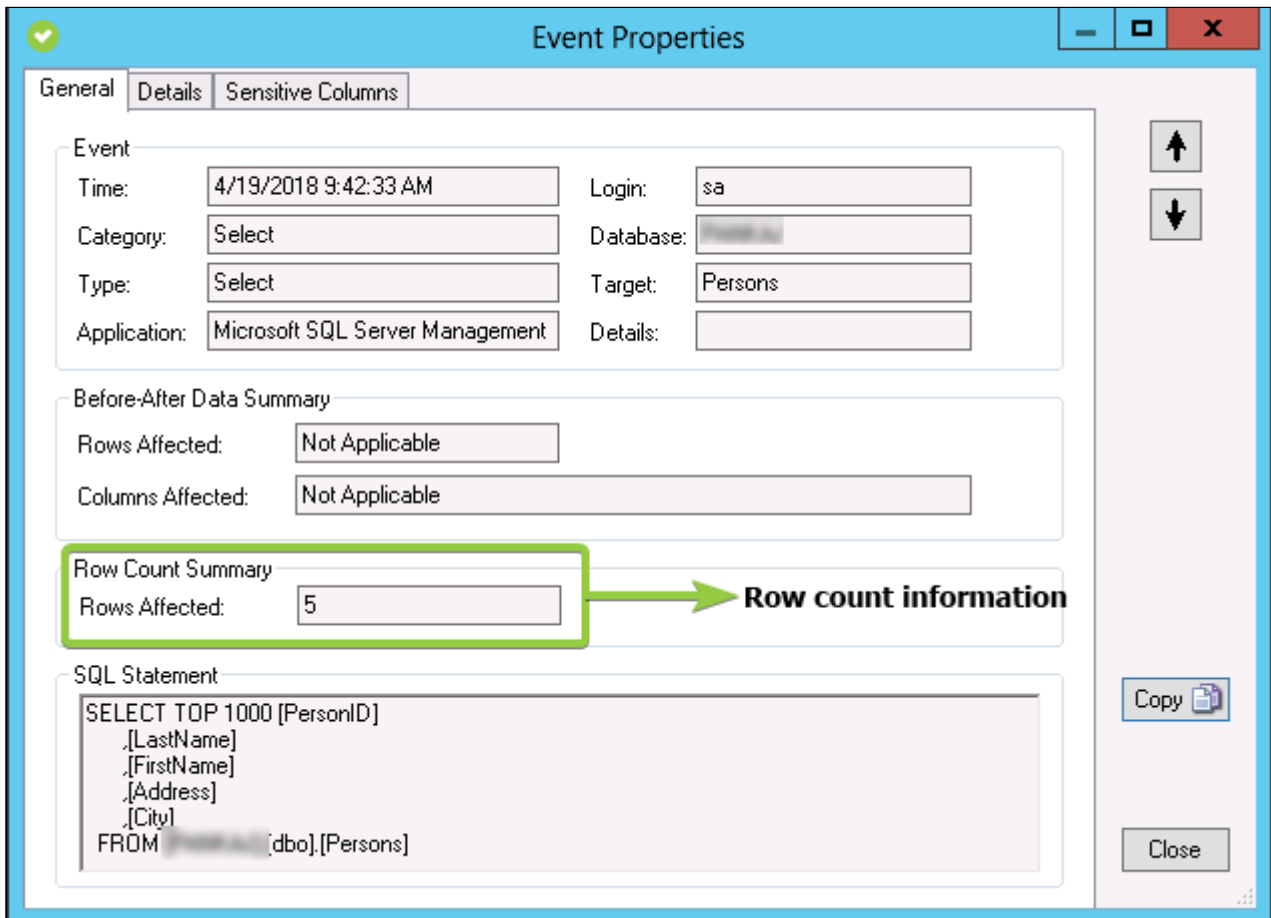 Event Properties
General Details Sensitive Columns
Event
Time: 4/19/2018 9:42:33 AM Login: sa
Category: Select Database:
Type: Select Target: Persons
Application: Microsoft SQL Server Management Details:
Before-After Data Summary
Rows Affected: Not Applicable
Columns Affected: Not Applicable
Row Count Summary
Rows Affected: 5
Row count information
SQL Statement
SELECT TOP 1000 [PersonID]
,[LastName]
,[FirstName]
,[Address]
,[City]
FROM [dbo].[Persons]
Copy
Close